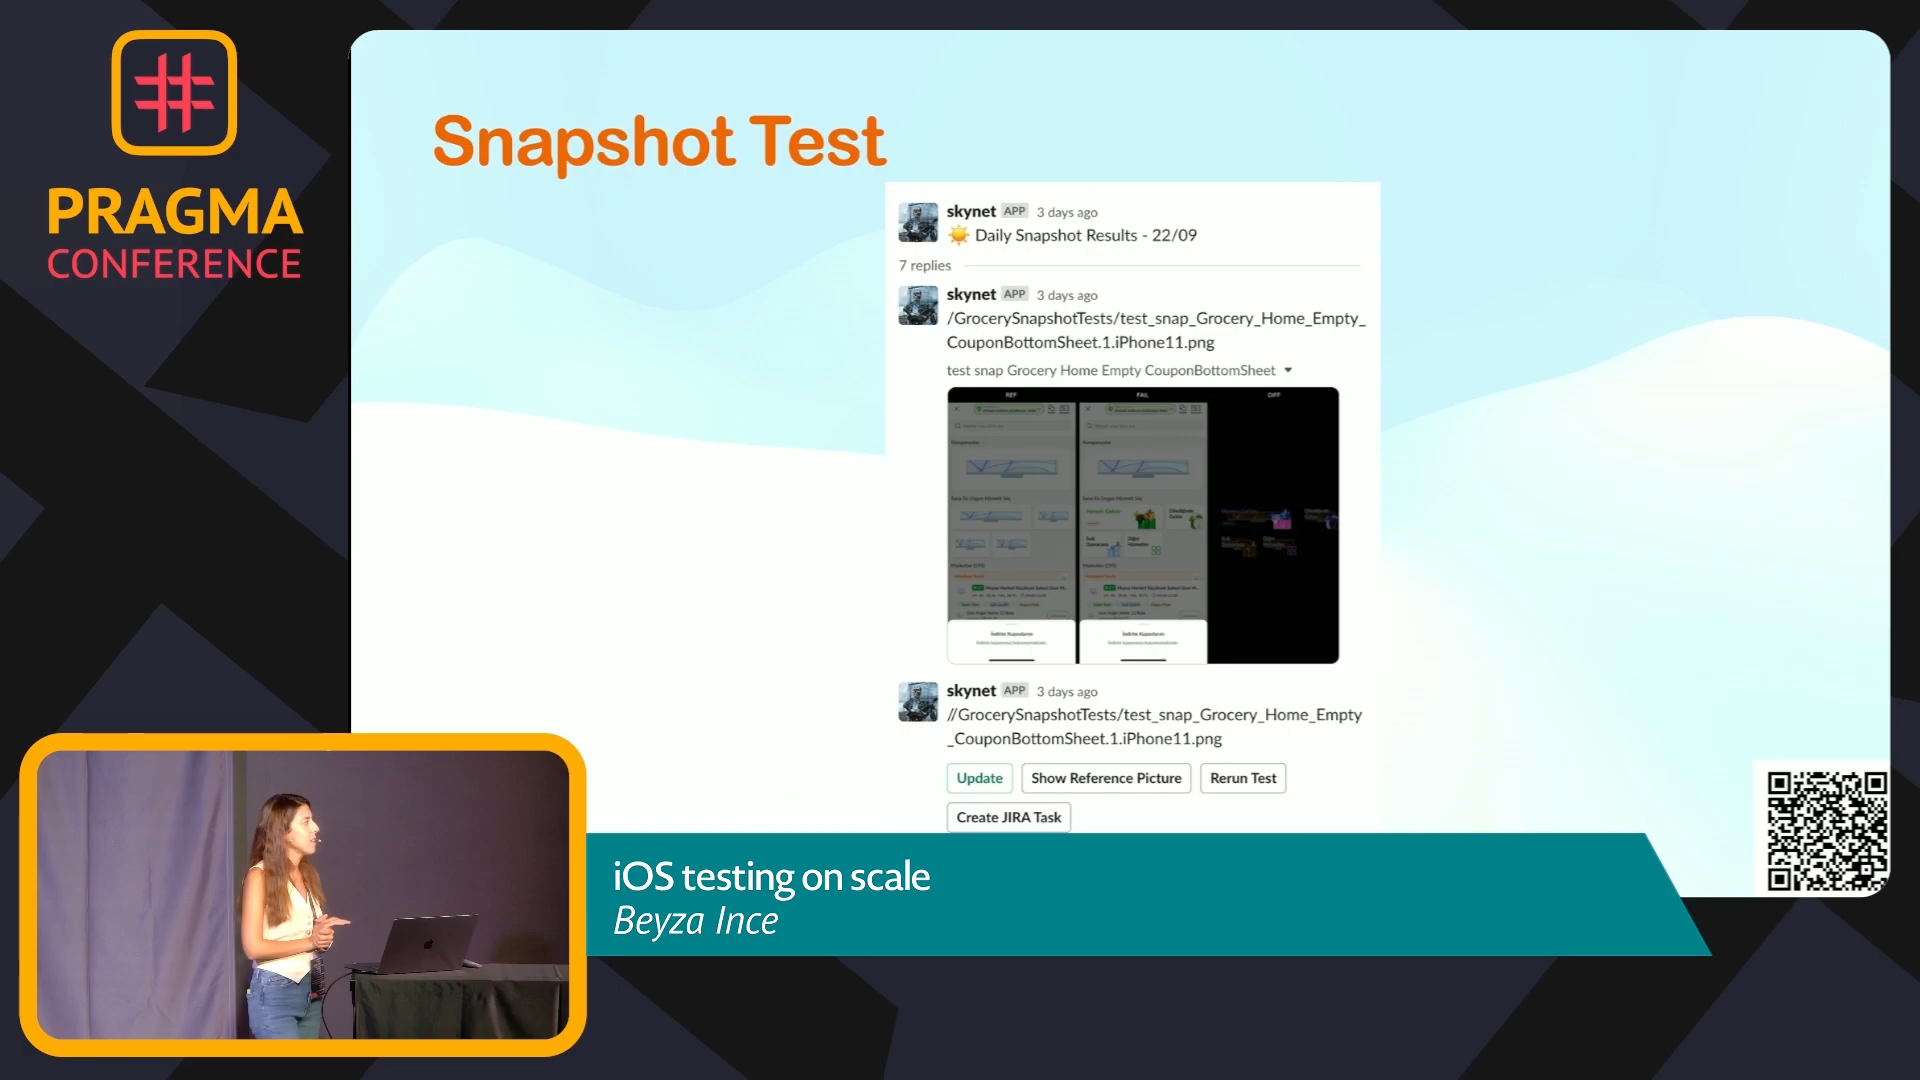 PRAGMA
CONFERENCE
Snapshot Test
skynet APP 3 days ago
Daily Snapshot Results - 22/09
7 replies
skynet APP 3 days ago
/GrocerySnapshotTests/test_snap_Grocery_Home_Empty_
CouponBottomSheet.1.iPhone11.png
test snap Grocery Home Empty CouponBottomSheet
REF FAIL DIFF
skynet APP 3 days ago
//GrocerySnapshotTests/test_snap_Grocery_Home_Empty
_CouponBottomSheet.1.iPhone11.png
Update Show Reference Picture Rerun Test
Create JIRA Task
iOS testing on scale
Beyza Ince